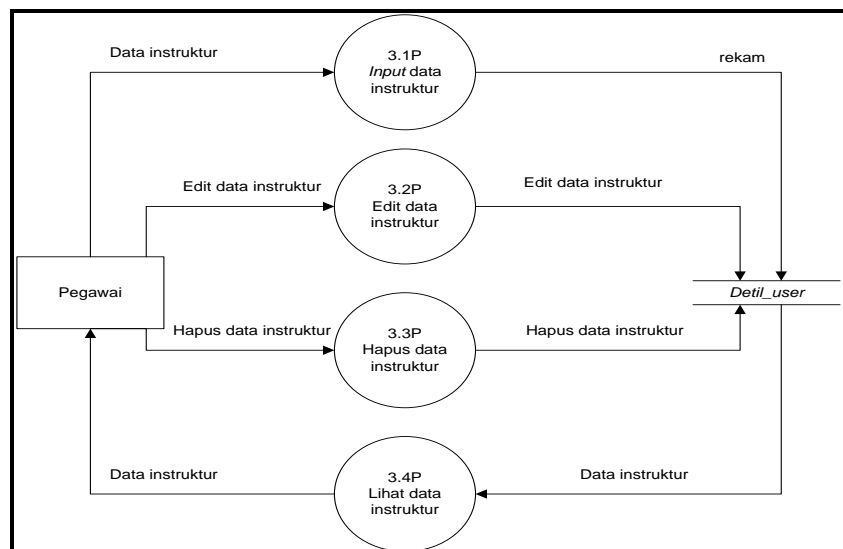 Data instruktur
3.1P
Input data
instruktur
rekam
Edit data instruktur
3.2P
Edit data
instruktur
Edit data instruktur
Pegawai
Detil_user
Hapus data instruktur
3.3P
Hapus data
instruktur
Hapus data instruktur
Data instruktur
3.4P
Lihat data
instruktur
Data instruktur